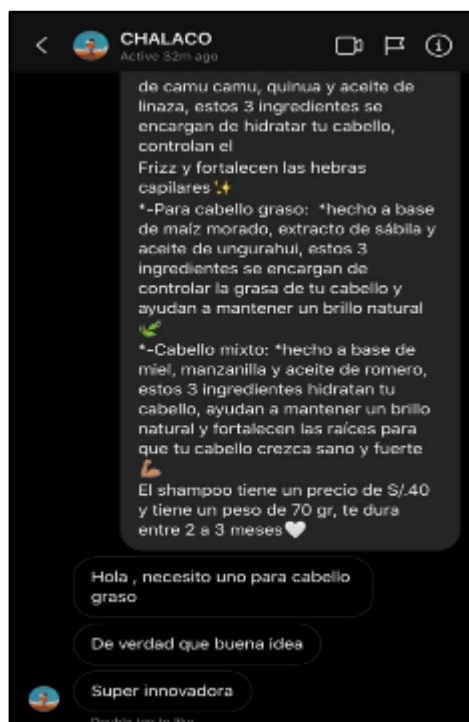 CHALACO
Active 32m ago
de camu camu, quinua y aceite de
linaza, estos 3 ingredientes se
encargan de hidratar tu cabello,
controlan el
Frizz y fortalecen las hebras
capilares✨
*-Para cabello graso: *hecho a base
de maíz morado, extracto de sábila y
aceite de ungurahui, estos 3
ingredientes se encargan de
controlar la grasa de tu cabello y
ayudan a mantener un brillo natural
🌿
*-Cabello mixto: *hecho a base de
miel, manzanilla y aceite de romero,
estos 3 ingredientes hidratan tu
cabello, ayudan a mantener un brillo
natural y fortalecen las raíces para
que tu cabello crezca sano y fuerte
💪🏽
El shampoo tiene un precio de S/.40
y tiene un peso de 70 gr, te dura
entre 2 a 3 meses🤍
Hola , necesito uno para cabello
graso
De verdad que buena idea
Super innovadora